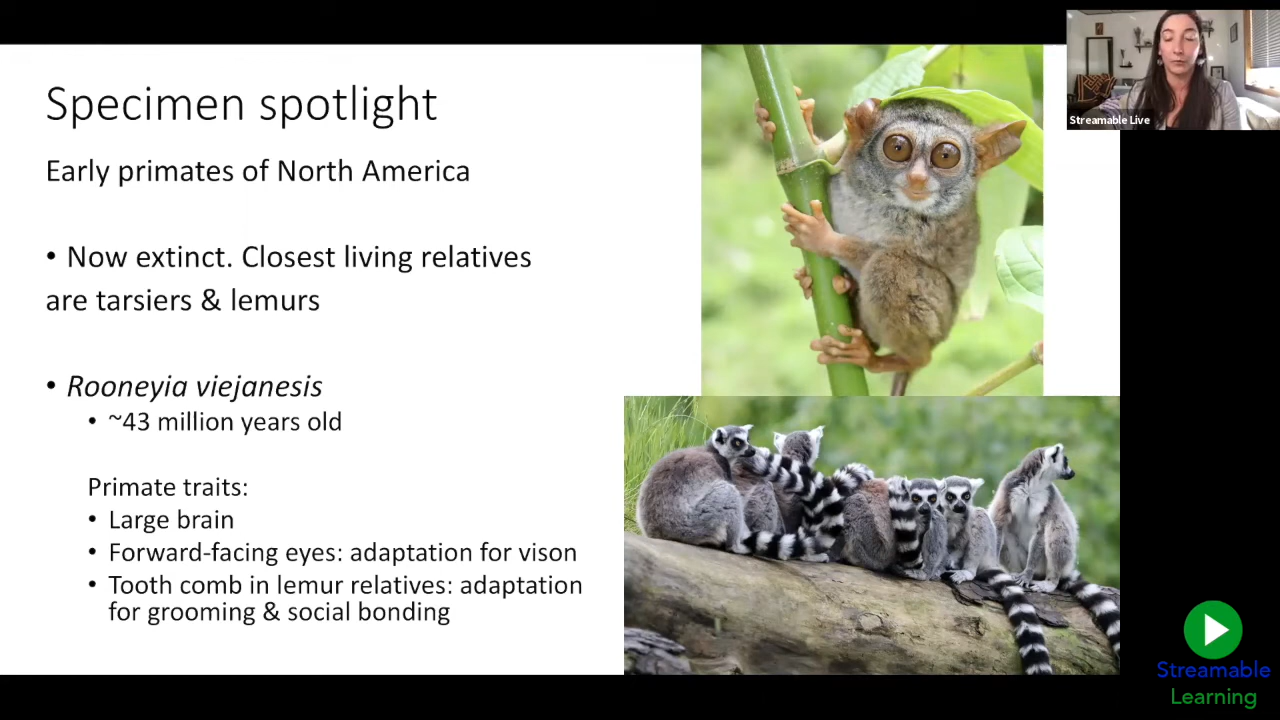 Specimen spotlight
Early primates of North America
• Now extinct. Closest living relatives
are tarsiers & lemurs
• Rooneyia viejanesis
• ~43 million years old
Primate traits:
• Large brain
• Forward-facing eyes: adaptation for vison
• Tooth comb in lemur relatives: adaptation
for grooming & social bonding
Streamable Live
Streamable
Learning